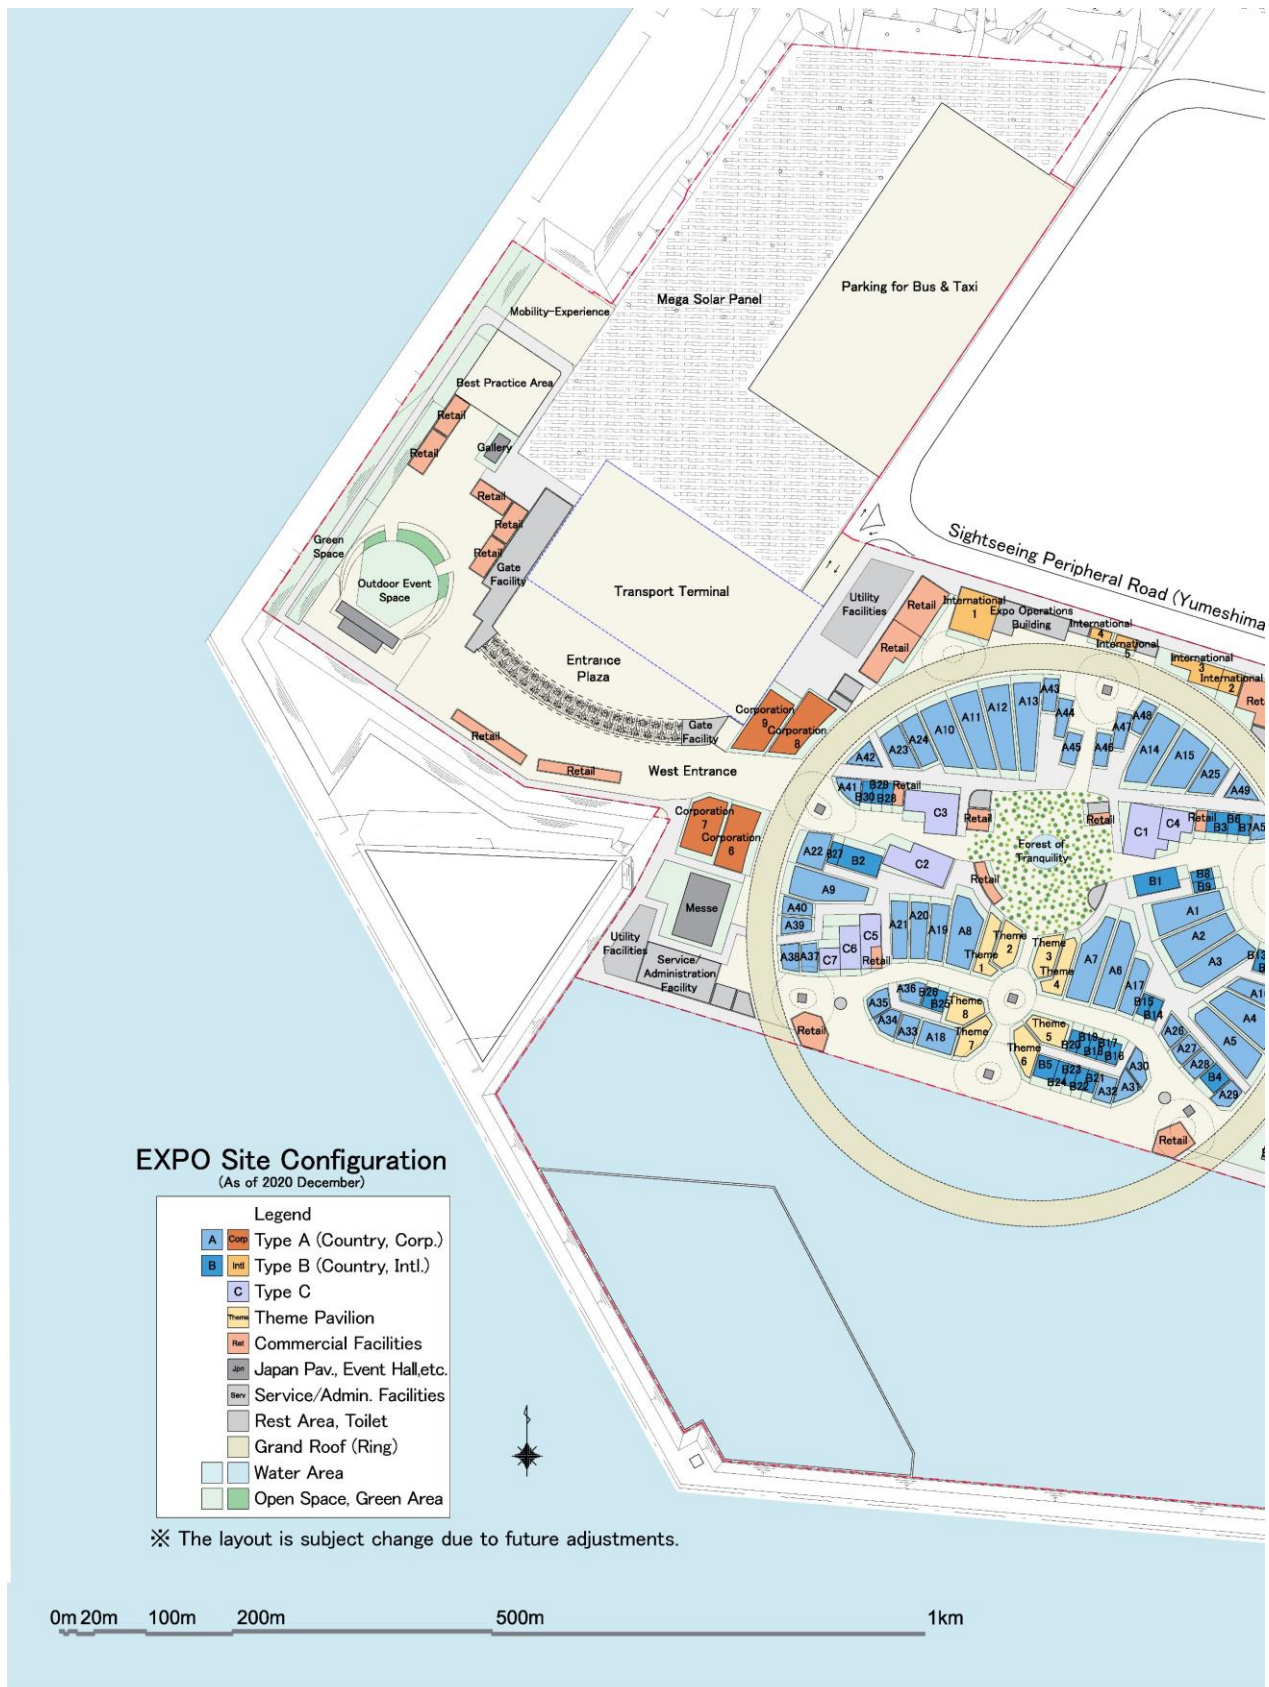 Mega Solar Panel
Parking for Bus & Taxi
Mobility-Experience
Best Practice Area
Retail
Retail
Gallery
Retail
Retail
Retail
Gate
Facility
Green
Space
Outdoor Event
Space
Transport Terminal
Entrance
Plaza
Retail
Retail
Gate
Facility
West Entrance
Sightseeing Peripheral Road (Yumeshima
Utility
Facilities
Retail
Retail
International
1
Expo Operations
Building
International
4
International
5
International
3
International
2
Reta
Corporation
9
Corporation
8
Corporation
7
Corporation
6
Messe
Utility
Facilities
Service/
Administration
Facility
A42
A23
A24
A10
A11
A12
A13
A43
A44
A45
A46
A47
A48
A14
A15
A25
A49
A41
B30
B29
B28
Retail
C3
Retail
Retail
C1
C4
Retail
B3
B6
B7
A5
A22
B27
B2
C2
Forest of
Tranquility
Retail
B1
B8
B9
A9
A40
A39
A38
A37
C7
C6
C5
Retail
A21
A20
A19
A8
Theme
1
Theme
2
Theme
3
Theme
4
A7
A6
A17
B15
B14
A1
A2
A3
B13
A4
A5
Retail
A36
A35
A34
A33
B26
B25
A18
Theme
8
Theme
7
Theme
5
Theme
6
B20
B19
B18
B17
B16
B5
B24
B23
B22
B21
A32
A31
A30
A26
A27
A28
B4
A29
Retail
EXPO Site Configuration
(As of 2020 December)
Legend
A Corp Type A (Country, Corp.)
B Intl Type B (Country, Intl.)
C Type C
Theme Theme Pavilion
Ret Commercial Facilities
Jpn Japan Pav., Event Hall,etc.
Serv Service/Admin. Facilities
Rest Area, Toilet
Grand Roof (Ring)
Water Area
Open Space, Green Area
※ The layout is subject change due to future adjustments.
0m 20m 100m 200m 500m 1km